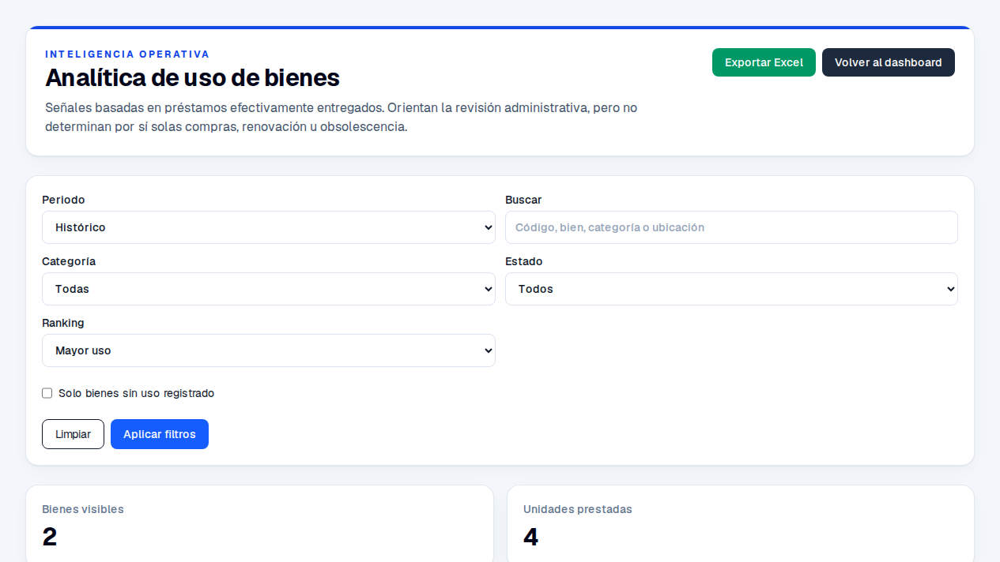 INTELIGENCIA OPERATIVA
Analítica de uso de bienes
Señales basadas en préstamos efectivamente entregados. Orientan la revisión administrativa, pero no
determinan por sí solas compras, renovación u obsolescencia.
Exportar Excel
Volver al dashboard
Periodo
Histórico
Buscar
Código, bien, categoría o ubicación
Categoría
Todas
Estado
Todos
Ranking
Mayor uso
Solo bienes sin uso registrado
Limpiar
Aplicar filtros
Bienes visibles
2
Unidades prestadas
4